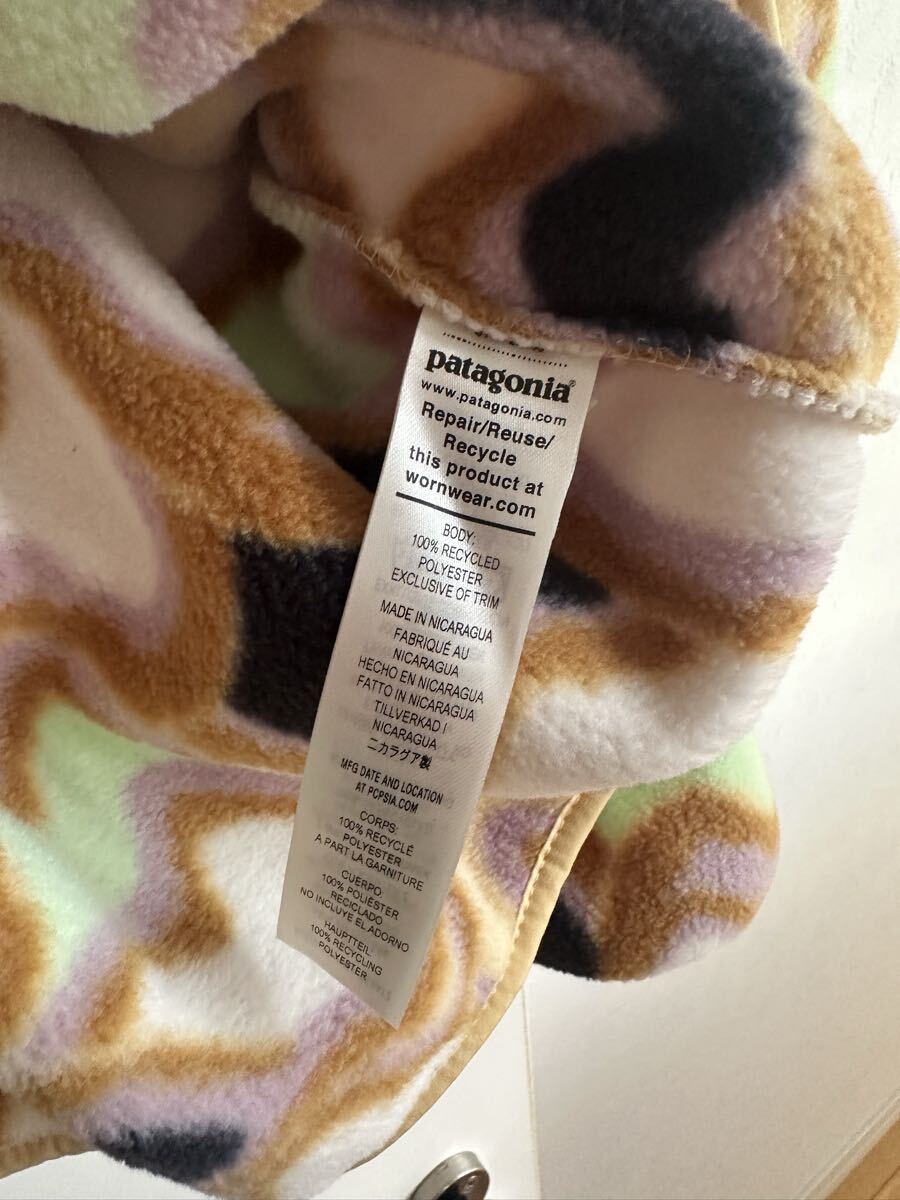 patagonia®
www.patagonia.com
Repair/Reuse/
Recycle
this product at
wornwear.com
BODY:
100% RECYCLED
POLYESTER
EXCLUSIVE OF TRIM
MADE IN NICARAGUA
FABRIQUÉ AU
NICARAGUA
HECHO EN NICARAGUA
FATTO IN NICARAGUA
TILLVERKAD I
NICARAGUA
ニカラグア製
MFG DATE AND LOCATION
AT PCPSIA.COM
CORPS:
100% RECYCLÉ
POLYESTER
A PART LA GARNITURE
CUERPO:
100% POLIÉSTER
RECICLADO
NO INCLUYE EL ADORNO
HAUPTTEIL:
100% RECYCLING
POLYESTER